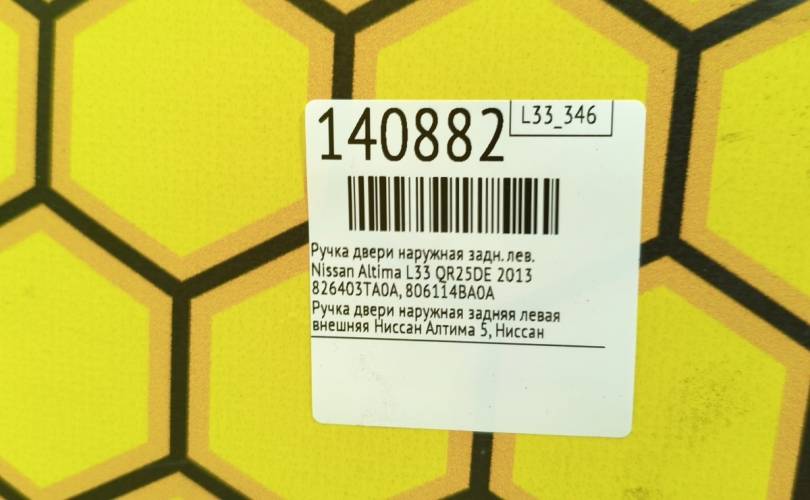 140882
L33_346
Ручка двери наружная задн. лев.
Nissan Altima L33 QR25DE 2013
826403TA0A, 806114BA0A
Ручка двери наружная задняя левая
внешняя Ниссан Алтима 5, Ниссан